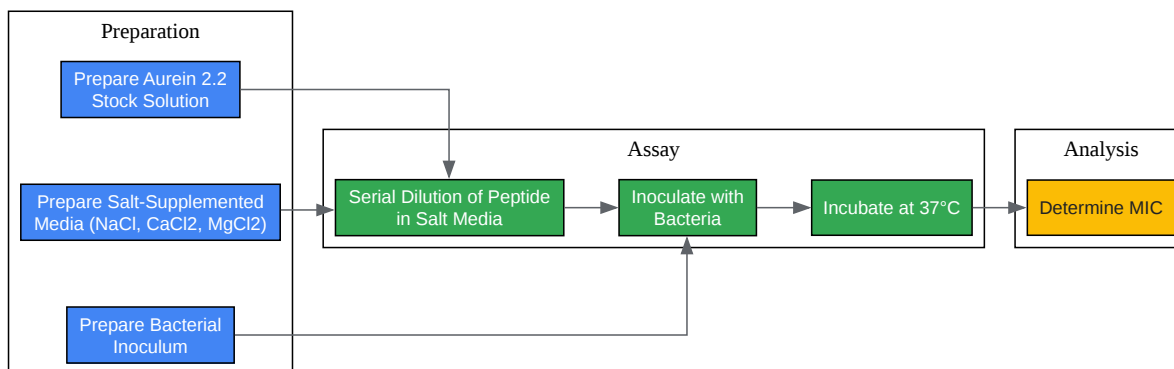 Preparation
Prepare Aurein 2.2
Stock Solution
Prepare Salt-Supplemented
Media (NaCl, CaCl2, MgCl2)
Prepare Bacterial
Inoculum
Assay
Serial Dilution of Peptide
in Salt Media
Inoculate with
Bacteria
Incubate at 37°C
Analysis
Determine MIC